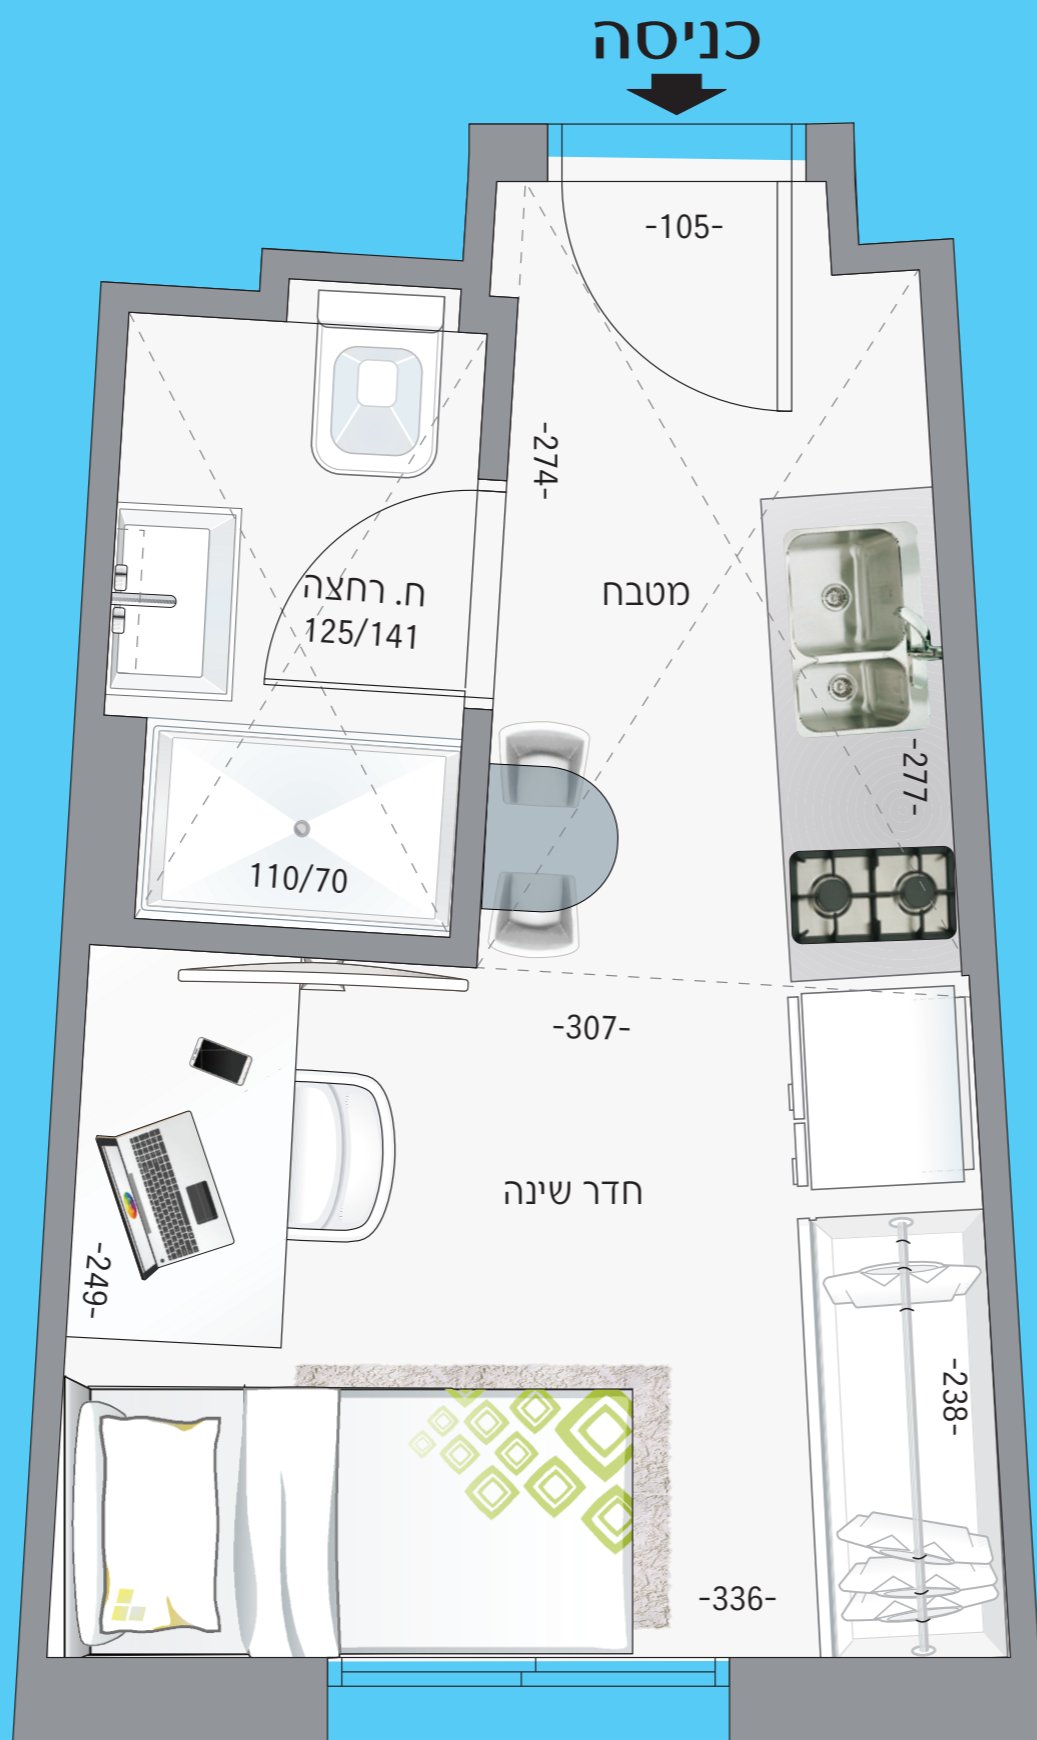 כניסה
-105-
-274-
מטבח
ח. רחצה
125/141
-277-
110/70
-307-
חדר שינה
-249-
-238-
-336-